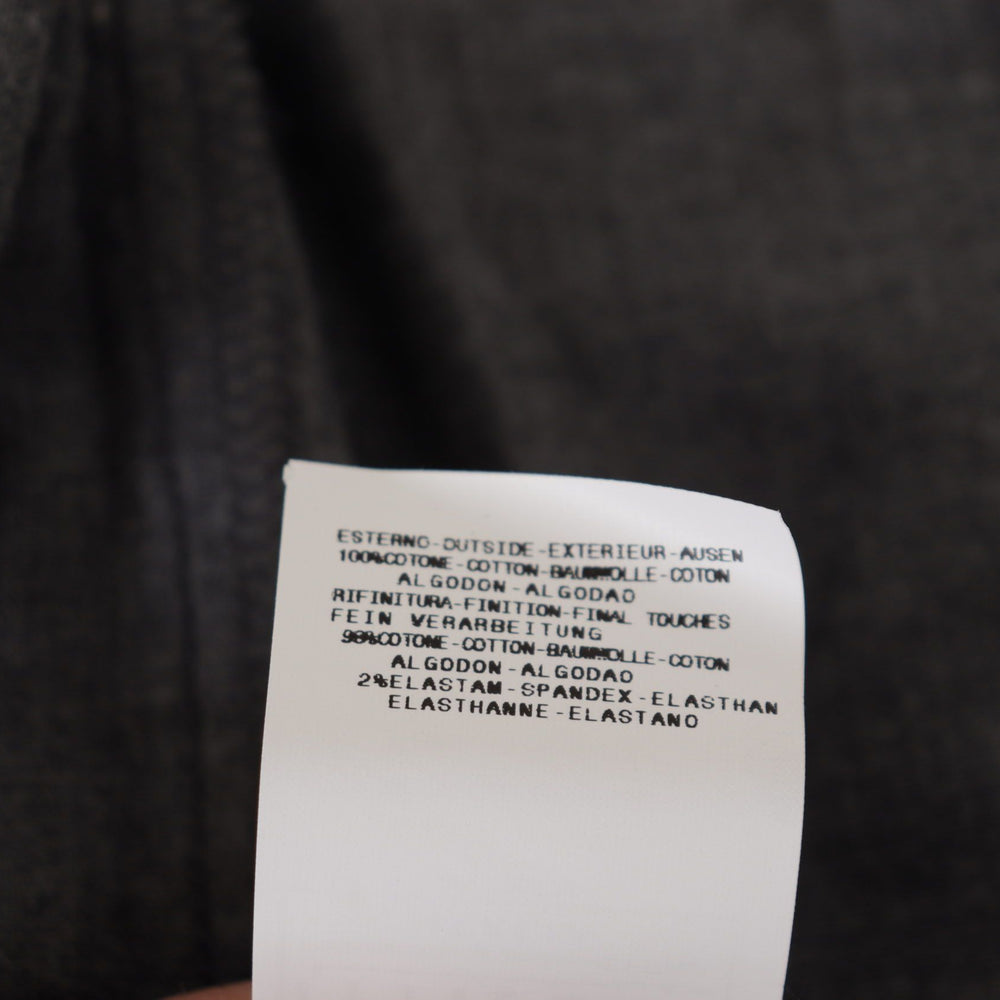 ESTERNO-OUTSIDE-EXTERIEUR-AUSEN
100%COTONE-COTTON-BAUMWOLLE-COTON
ALGODON-ALGODAO
RIFINITURA-FINITION-FINAL TOUCHES
FEIN VERARBEITUNG
98%COTONE-COTTON-BAUMWOLLE-COTON
ALGODON-ALGODAO
2%ELASTAM-SPANDEX-ELASTHAN
ELASTHANNE-ELASTANO